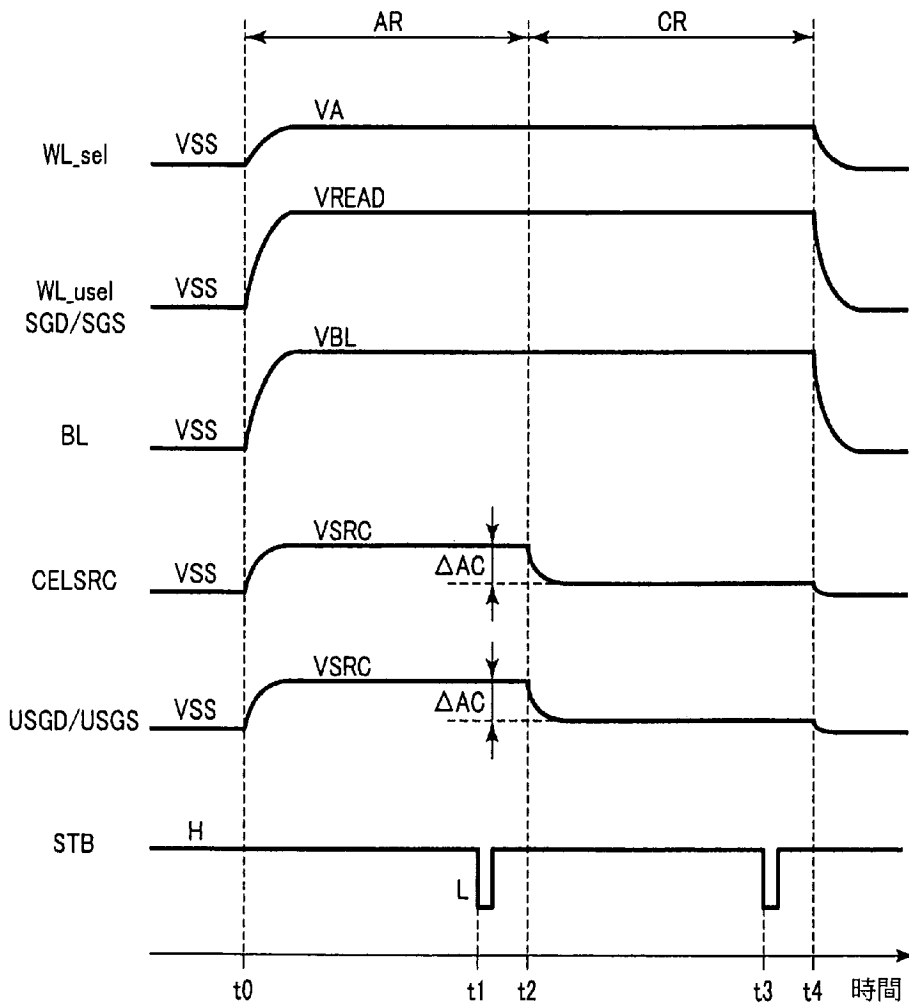 AR CR
VA
WL_sel VSS
VREAD
WL_usel VSS
SGD/SGS
VBL
BL VSS
VSRC
ΔAC
CELSRC VSS
VSRC
ΔAC
USGD/USGS VSS
STB H
L
t0 t1 t2 t3 t4 時間